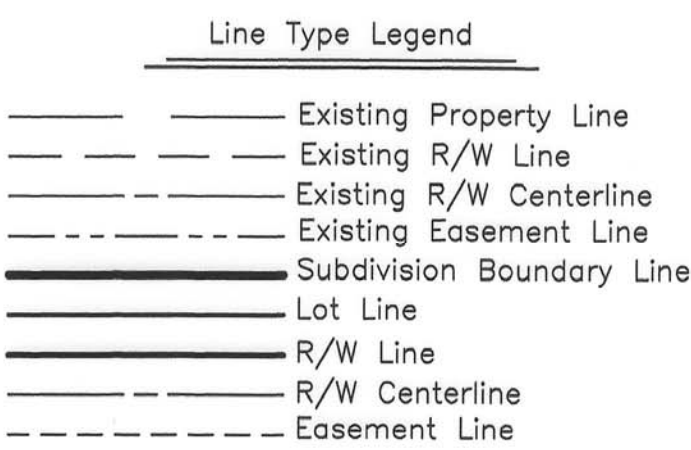 Line Type Legend
Existing Property Line
Existing R/W Line
Existing R/W Centerline
Existing Easement Line
Subdivision Boundary Line
Lot Line
R/W Line
R/W Centerline
Easement Line